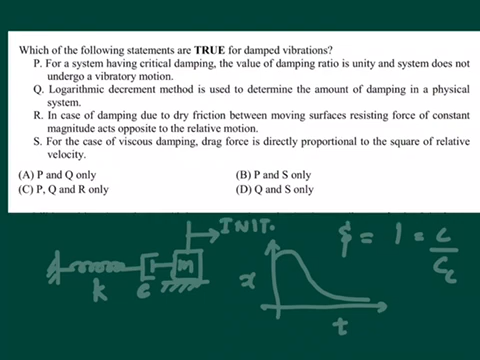 Which of the following statements are TRUE for damped vibrations?
P. For a system having critical damping, the value of damping ratio is unity and system does not
undergo a vibratory motion.
Q. Logarithmic decrement method is used to determine the amount of damping in a physical
system.
R. In case of damping due to dry friction between moving surfaces resisting force of constant
magnitude acts opposite to the relative motion.
S. For the case of viscous damping, drag force is directly proportional to the square of relative
velocity.
(A) P and Q only
(B) P and S only
(C) P, Q and R only
(D) Q and S only
INIT.
ξ = 1 = C / Cc
K
C
M
x
t